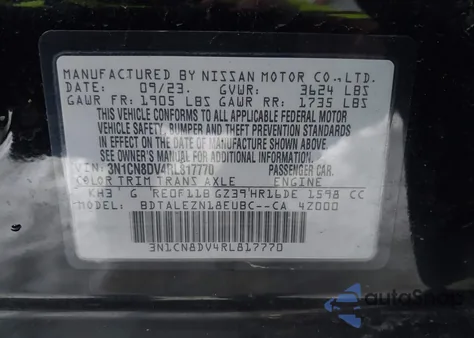 MANUFACTURED BY NISSAN MOTOR CO., LTD.
DATE: 09/23. GVWR: 3624 LBS
GAWR FR: 1905 LBS GAWR RR: 1735 LBS
THIS VEHICLE CONFORMS TO ALL APPLICABLE FEDERAL MOTOR
VEHICLE SAFETY, BUMPER AND THEFT PREVENTION STANDARDS
IN EFFECT ON THE DATE OF MANUFACTURE SHOWN ABOVE.
SEE OWNER'S MANUAL FOR ADDITIONAL INFORMATION.
VIN: 3N1CN8DV4RL817770 PASSENGER CAR.
COLOR TRIM TRANS AXLE ENGINE
KH3 G RE0F11B GZ39 HR16DE 1598 CC
MODEL: BDTALEZN18EUBC--CA 42000
3N1CN8DV4RL817770
autaSnap